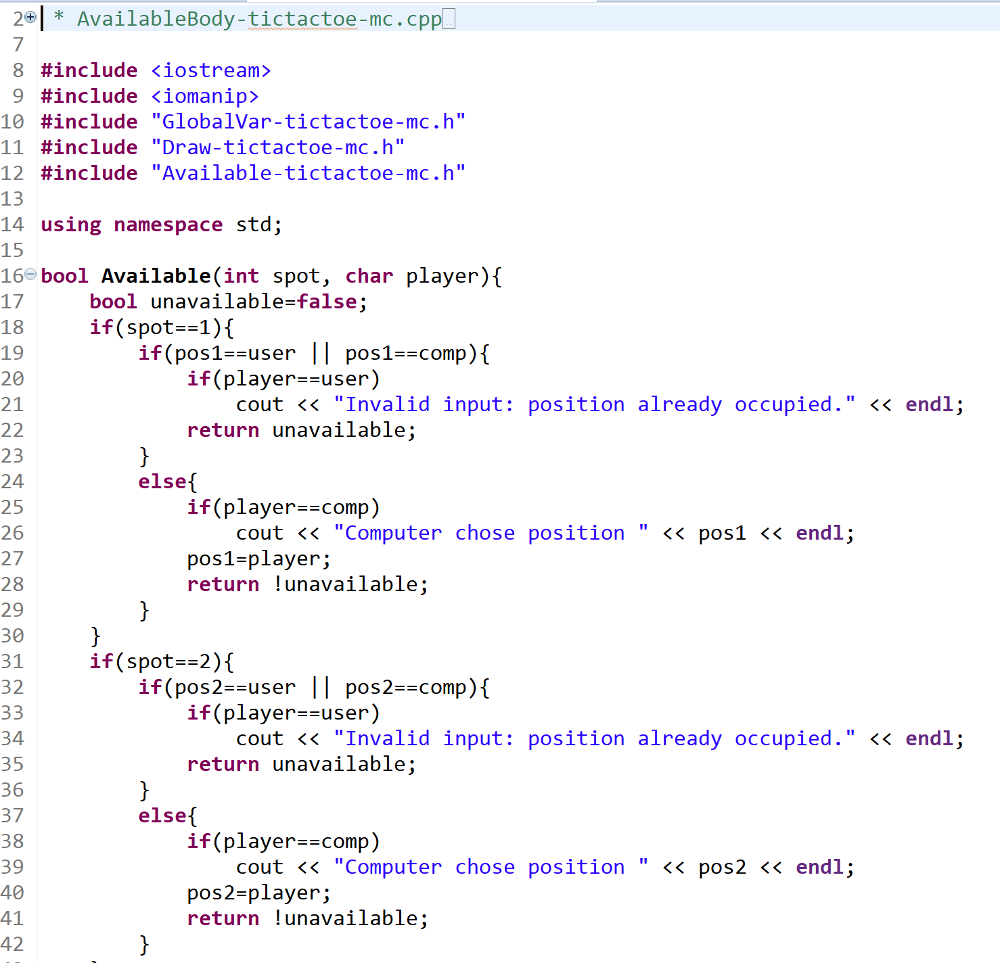 2 * AvailableBody-tictactoe-mc.cpp
7
8 #include <iostream>
9 #include <iomanip>
10 #include "GlobalVar-tictactoe-mc.h"
11 #include "Draw-tictactoe-mc.h"
12 #include "Available-tictactoe-mc.h"
13
14 using namespace std;
15
16 bool Available(int spot, char player){
17     bool unavailable=false;
18     if(spot==1){
19         if(pos1==user || pos1==comp){
20             if(player==user)
21                 cout << "Invalid input: position already occupied." << endl;
22             return unavailable;
23         }
24         else{
25             if(player==comp)
26                 cout << "Computer chose position " << pos1 << endl;
27             pos1=player;
28             return !unavailable;
29         }
30     }
31     if(spot==2){
32         if(pos2==user || pos2==comp){
33             if(player==user)
34                 cout << "Invalid input: position already occupied." << endl;
35             return unavailable;
36         }
37         else{
38             if(player==comp)
39                 cout << "Computer chose position " << pos2 << endl;
40             pos2=player;
41             return !unavailable;
42         }